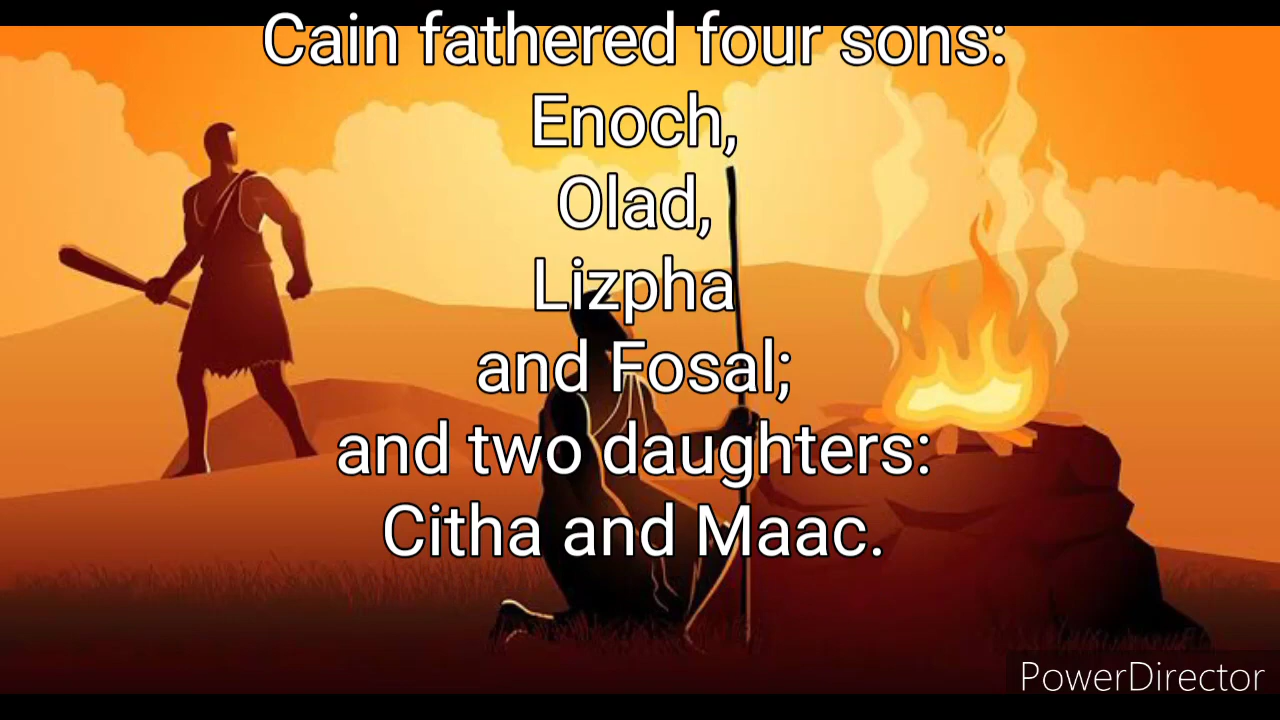 Cain fathered four sons:
Enoch,
Olad,
Lizpha
and Fosal;
and two daughters:
Citha and Maac.
PowerDirector